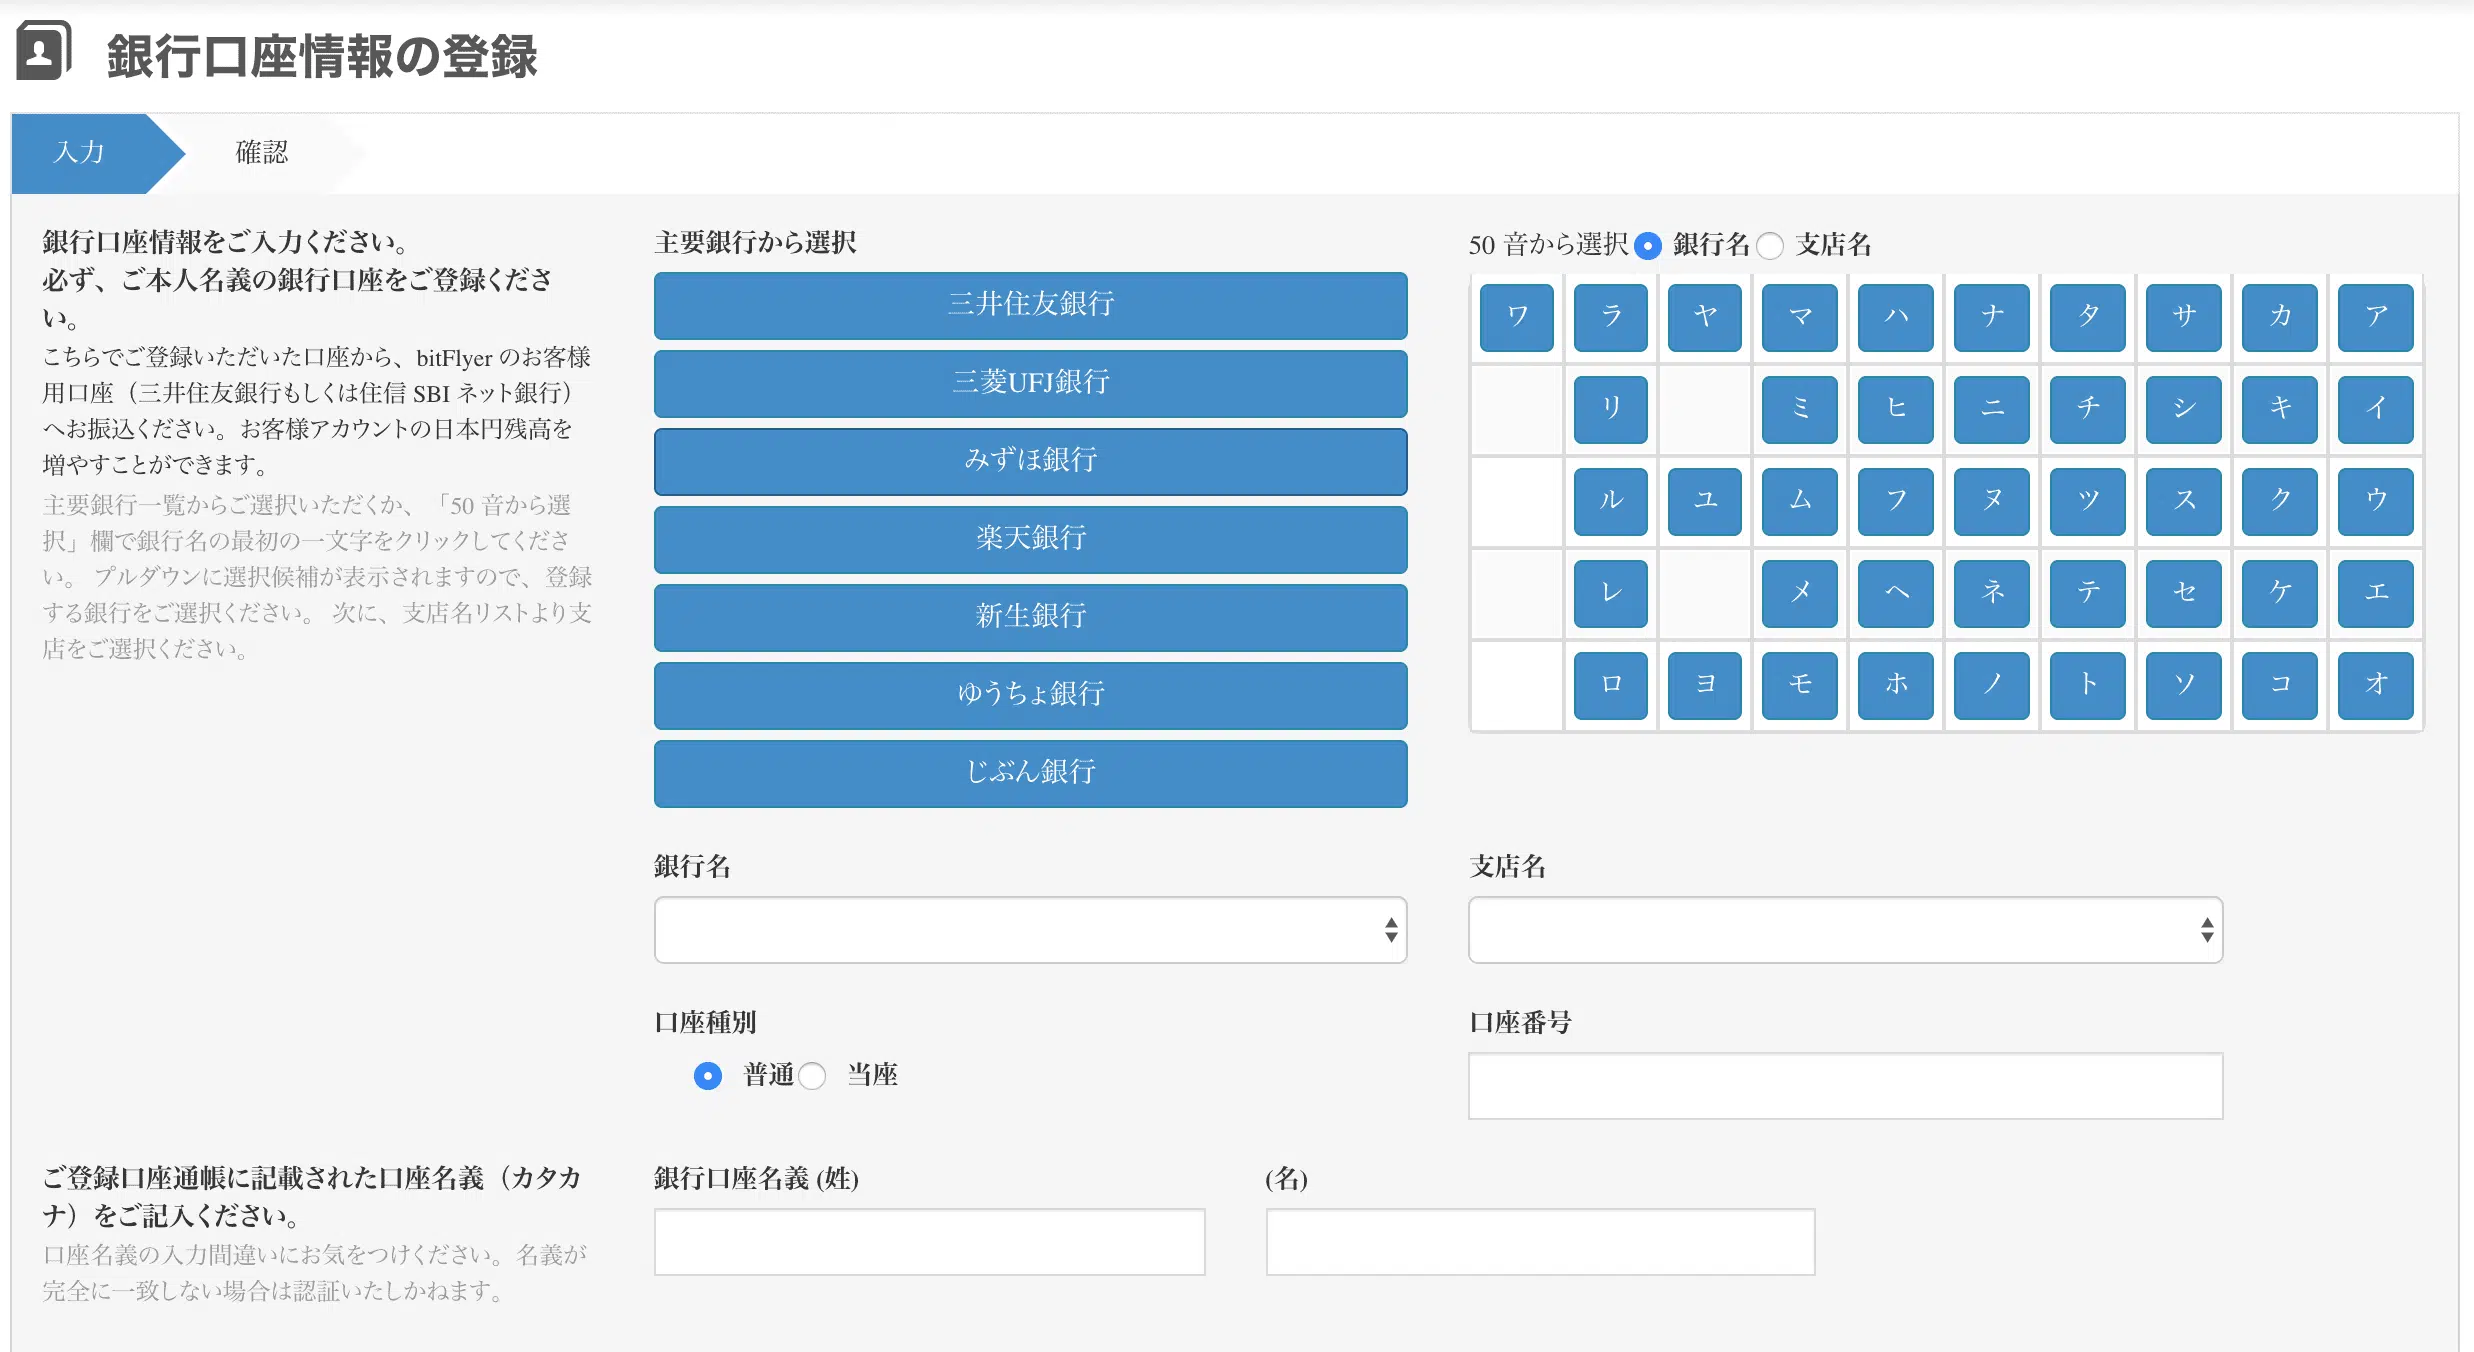 銀行口座情報の登録
入力
確認
銀行口座情報をご入力ください。
必ず、ご本人名義の銀行口座をご登録くださ
い。
こちらでご登録いただいた口座から、bitFlyer のお客様
用口座（三井住友銀行もしくは住信 SBI ネット銀行）
へお振込ください。お客様アカウントの日本円残高を
増やすことができます。
主要銀行一覧からご選択いただくか、「50 音から選
択」欄で銀行名の最初の一文字をクリックしてくださ
い。 プルダウンに選択候補が表示されますので、登録
する銀行をご選択ください。 次に、支店名リストより支
店をご選択ください。
主要銀行から選択
三井住友銀行
三菱UFJ銀行
みずほ銀行
楽天銀行
新生銀行
ゆうちょ銀行
じぶん銀行
50 音から選択 銀行名 支店名
ワ ラ ヤ マ ハ ナ タ サ カ ア
リ ミ ヒ ニ チ シ キ イ
ル ユ ム フ ヌ ツ ス ク ウ
レ メ ヘ ネ テ セ ケ エ
ロ ヨ モ ホ ノ ト ソ コ オ
銀行名
支店名
口座種別
普通 当座
口座番号
ご登録口座通帳に記載された口座名義（カタカ
ナ）をご記入ください。
口座名義の入力間違いにお気をつけください。名義が
完全に一致しない場合は認証いたしかねます。
銀行口座名義 (姓)
(名)